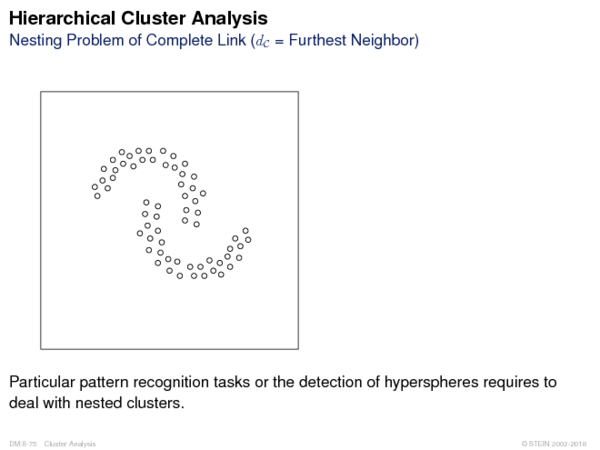 Hierarchical Cluster Analysis
Nesting Problem of Complete Link (dC = Furthest Neighbor)
Particular pattern recognition tasks or the detection of hyperspheres requires to
deal with nested clusters.
DM:II-75 Cluster Analysis
© STEIN 2002-2018